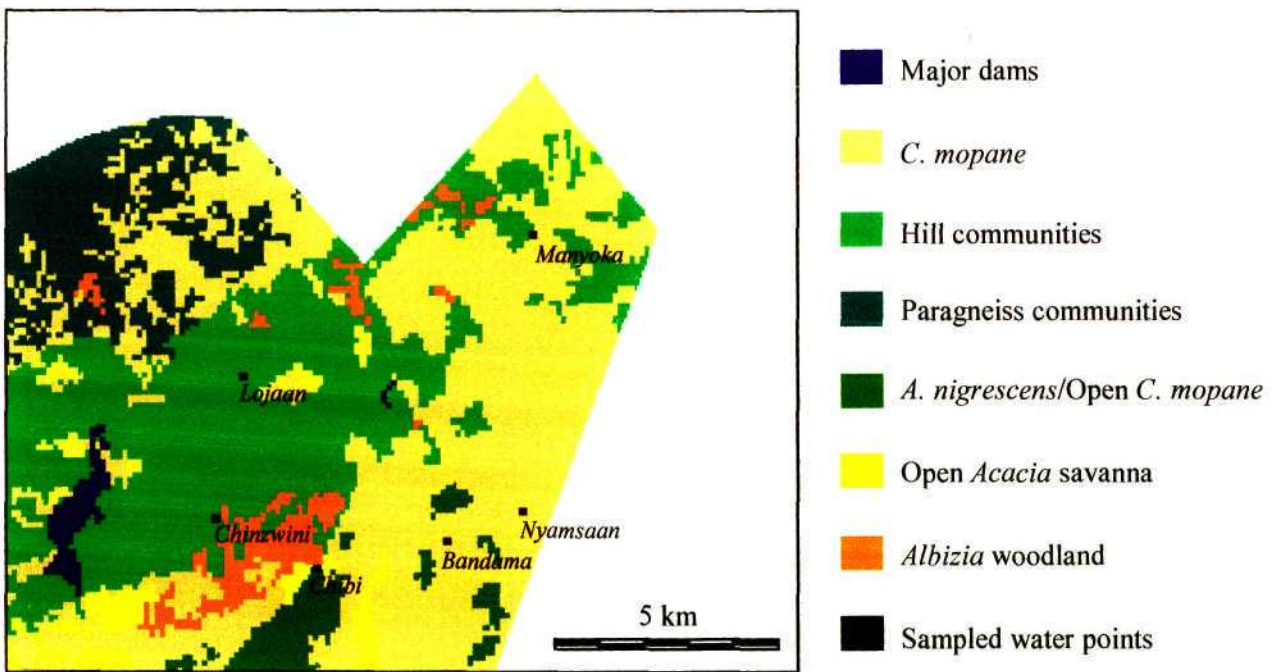 Major dams
C. mopane
Hill communities
Paragneiss communities
A. nigrescens/Open C. mopane
Open Acacia savanna
Albizia woodland
Sampled water points
Manyoka
Lojaan
Chinzwini
Nyamsaan
Bandama
Chibi
5 km